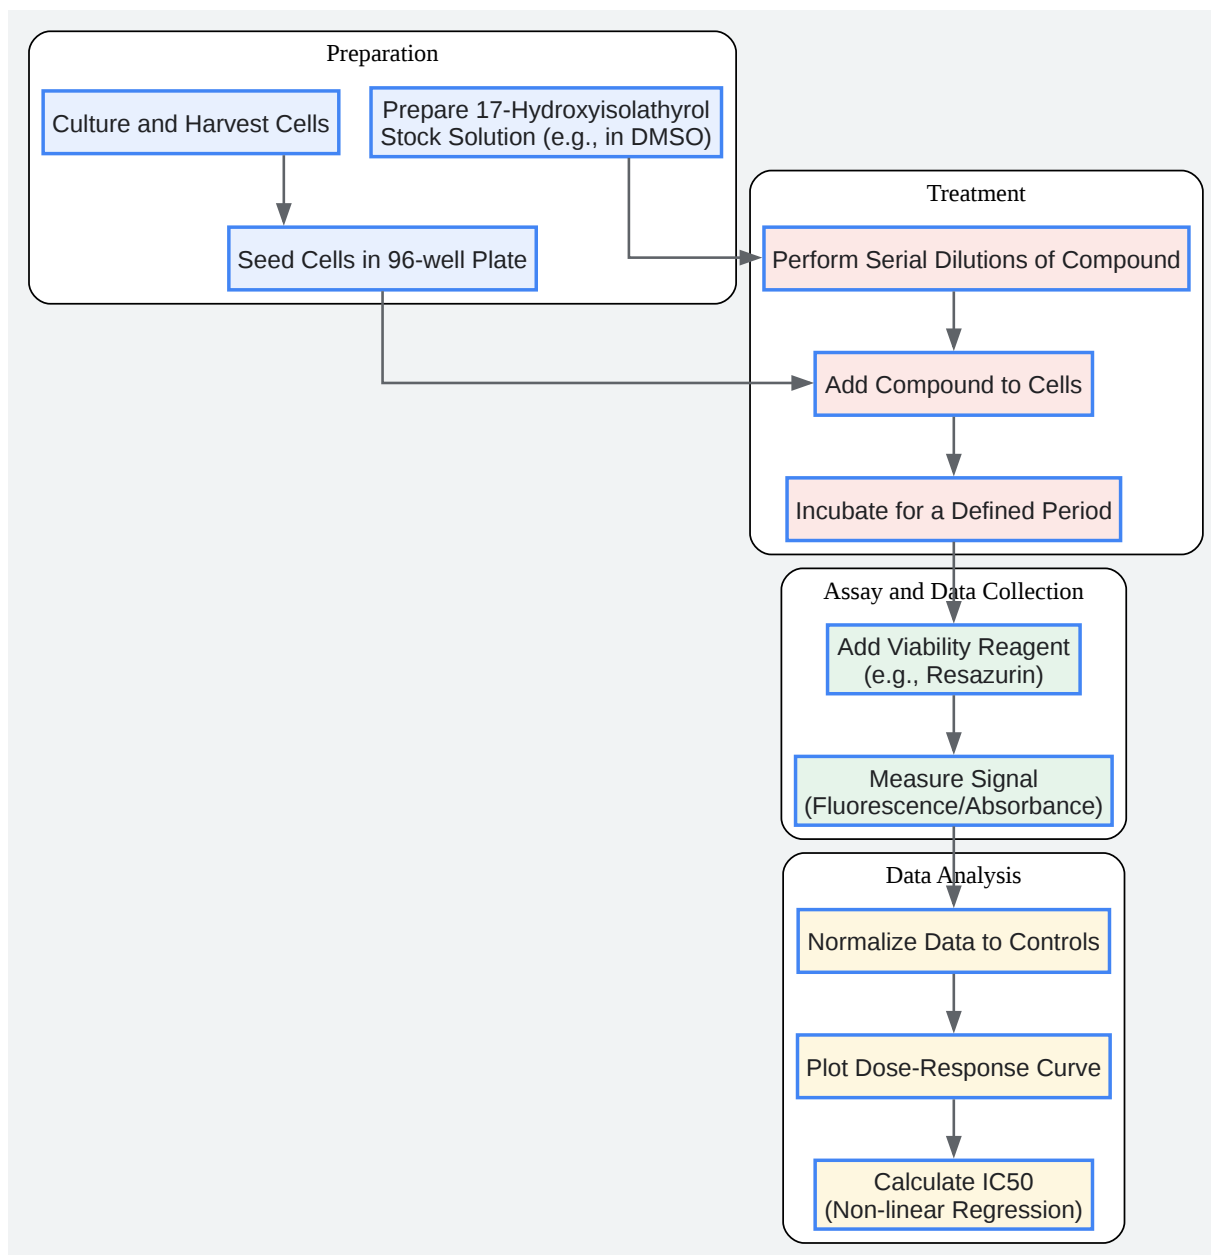 Preparation
Culture and Harvest Cells
Prepare 17-Hydroxyisolathyrol
Stock Solution (e.g., in DMSO)
Seed Cells in 96-well Plate
Treatment
Perform Serial Dilutions of Compound
Add Compound to Cells
Incubate for a Defined Period
Assay and Data Collection
Add Viability Reagent
(e.g., Resazurin)
Measure Signal
(Fluorescence/Absorbance)
Data Analysis
Normalize Data to Controls
Plot Dose-Response Curve
Calculate IC50
(Non-linear Regression)